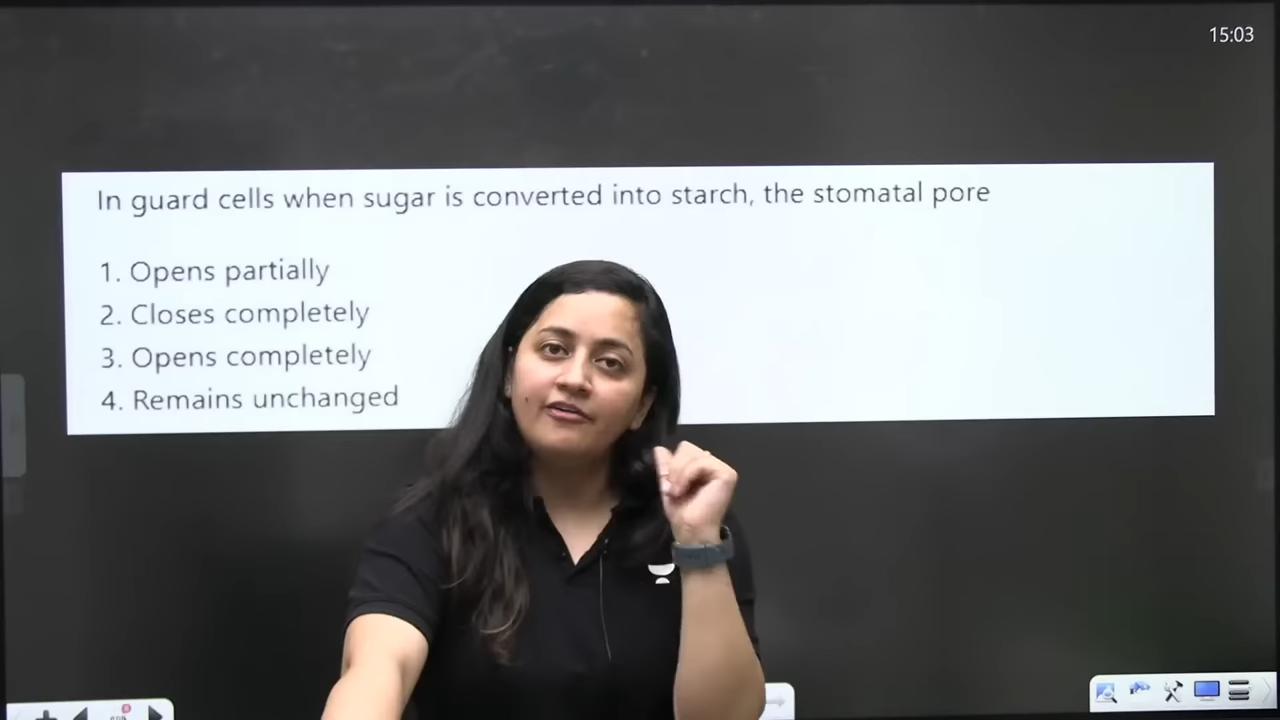 15:03
In guard cells when sugar is converted into starch, the stomatal pore
1. Opens partially
2. Closes completely
3. Opens completely
4. Remains unchanged